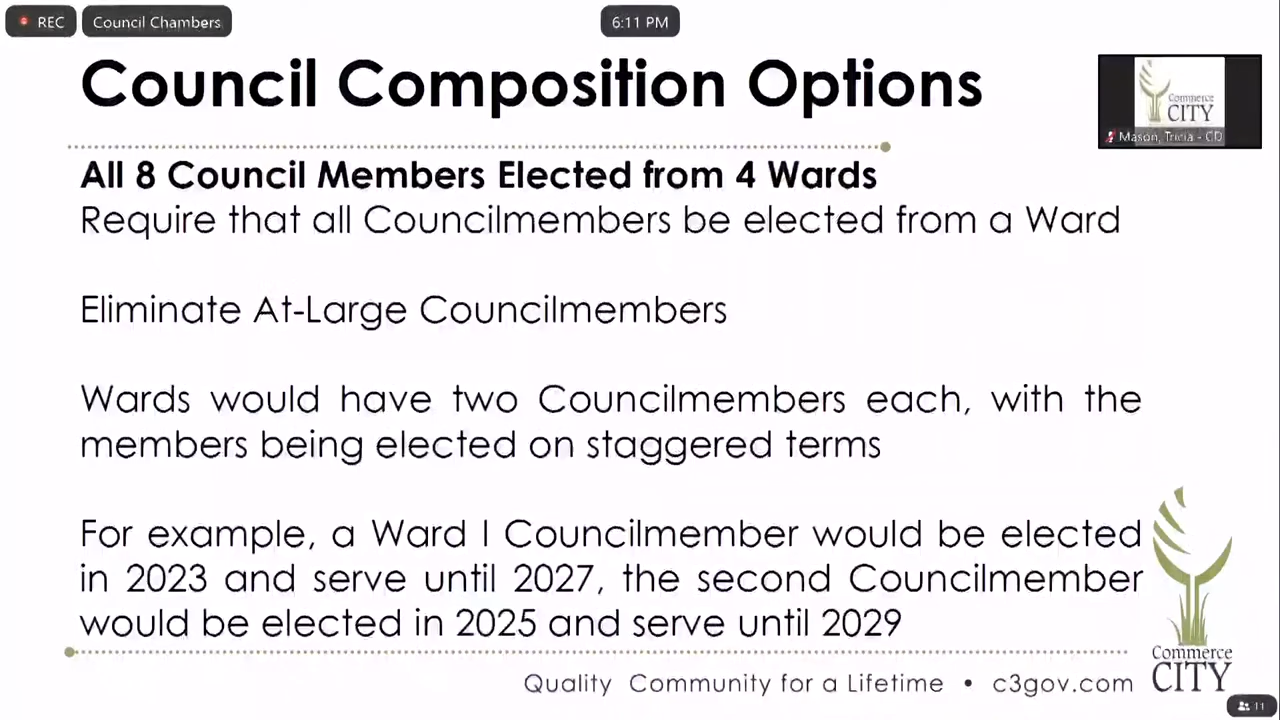 REC
Council Chambers
6:11 PM
Council Composition Options
Commerce
CITY
Mason, Tricia - CD
All 8 Council Members Elected from 4 Wards
Require that all Councilmembers be elected from a Ward
Eliminate At-Large Councilmembers
Wards would have two Councilmembers each, with the
members being elected on staggered terms
For example, a Ward I Councilmember would be elected
in 2023 and serve until 2027, the second Councilmember
would be elected in 2025 and serve until 2029
Commerce
CITY
Quality Community for a Lifetime • c3gov.com
11